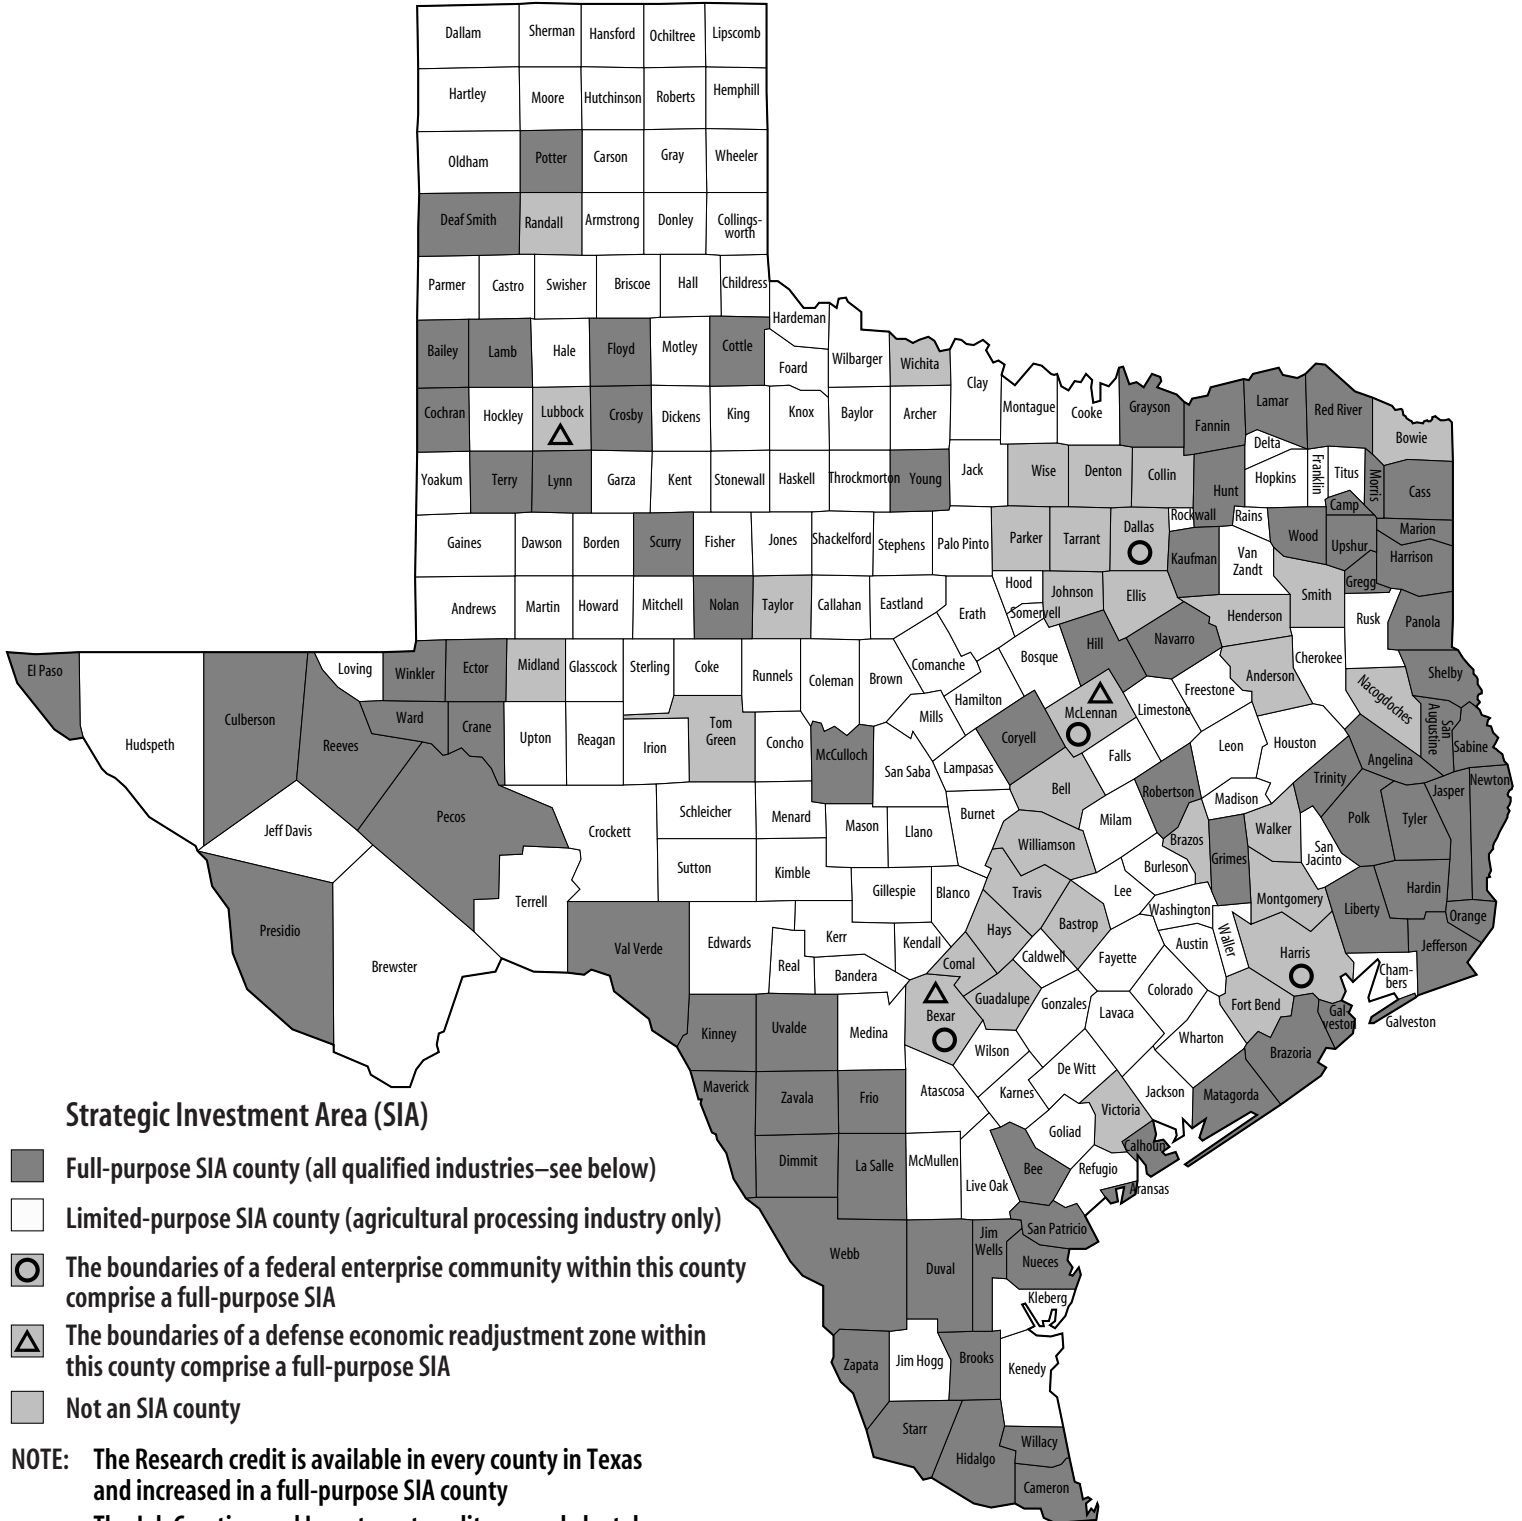 Dallam Sherman Hansford Ochiltree Lipscomb
Hartley Moore Hutchinson Roberts Hemphill
Oldham Potter Carson Gray Wheeler
Deaf Smith Randall Armstrong Donley Collings-
worth
Parmer Castro Swisher Briscoe Hall Childress
Hardeman
Bailey Lamb Hale Floyd Motley Cottle Foard Wilbarger Wichita
Clay
Cochran Hockley Lubbock Crosby Dickens King Knox Baylor Archer Montague Cooke Grayson Fannin Lamar Red River Bowie
Delta
Yoakum Terry Lynn Garza Kent Stonewall Haskell Throckmorton Young Jack Wise Denton Collin Hunt Hopkins Franklin Titus Morris Cass
Camp
Rockwall Rains
Gaines Dawson Borden Scurry Fisher Jones Shackelford Stephens Palo Pinto Parker Tarrant Dallas Kaufman Van
Zandt Wood Upshur Marion
Harrison
Gregg
Andrews Martin Howard Mitchell Nolan Taylor Callahan Eastland Erath Hood Somervell Johnson Ellis Henderson Smith Rusk Panola
El Paso Hudspeth Culberson Reeves Loving Winkler Ector Midland Glasscock Sterling Coke Runnels Coleman Brown Comanche Bosque Hill Navarro Anderson Cherokee Shelby
Hamilton Mills McLennan Limestone Freestone Nacogdoches San
Augustine Sabine
Ward Crane Upton Reagan Irion Tom
Green Concho McCulloch San Saba Lampasas Coryell Falls Leon Houston Angelina
Trinity Newton
Jasper
Jeff Davis Pecos Crockett Schleicher Menard Mason Llano Burnet Bell Milam Robertson Madison Polk Tyler
Walker
Williamson Brazos Grimes San
Jacinto
Burleson
Sutton Kimble Gillespie Blanco Travis Lee Washington Montgomery Liberty Hardin
Orange
Presidio Brewster Terrell Val Verde Edwards Real Kerr Kendall Hays Bastrop Austin Waller Jefferson
Bandera Comal Caldwell Fayette Harris Cham-
bers
Guadalupe Gonzales Colorado Fort Bend Gal-
veston Galveston
Kinney Uvalde Medina Bexar Lavaca Wharton Brazoria
Wilson
Maverick Zavala Frio Atascosa Karnes De Witt Jackson Matagorda
Victoria
Goliad Calhoun
Dimmit La Salle McMullen Live Oak Bee Refugio
Aransas
Webb Duval Jim
Wells San Patricio
Nueces
Kleberg
Zapata Jim Hogg Brooks Kenedy
Starr Hidalgo Willacy
Cameron
Strategic Investment Area (SIA)
Full-purpose SIA county (all qualified industries–see below)
Limited-purpose SIA county (agricultural processing industry only)
The boundaries of a federal enterprise community within this county
comprise a full-purpose SIA
The boundaries of a defense economic readjustment zone within
this county comprise a full-purpose SIA
Not an SIA county
NOTE: The Research credit is available in every county in Texas
and increased in a full-purpose SIA county